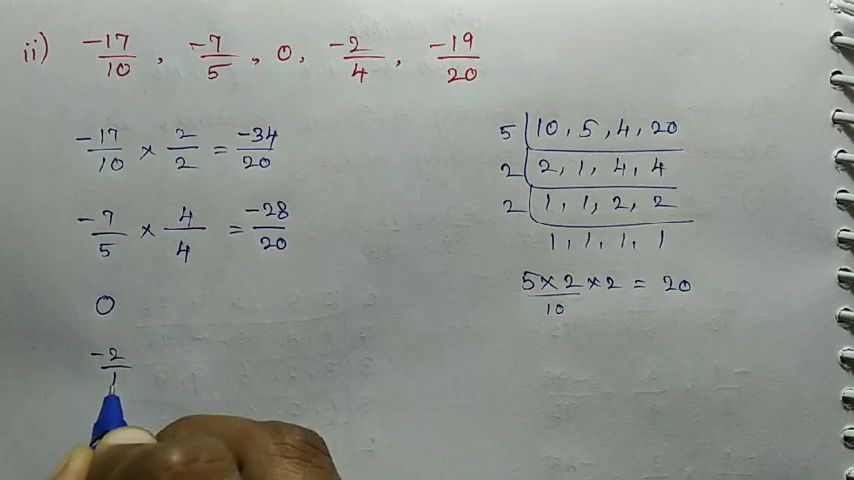 ii) -17/10 , -7/5 , 0, -2/4 , -19/20
-17/10 × 2/2 = -34/20
-7/5 × 4/4 = -28/20
0
-2/
5 | 10, 5, 4, 20
2 | 2, 1, 4, 4
2 | 1, 1, 2, 2
1, 1, 1, 1
5 × 2 × 2 = 20
10